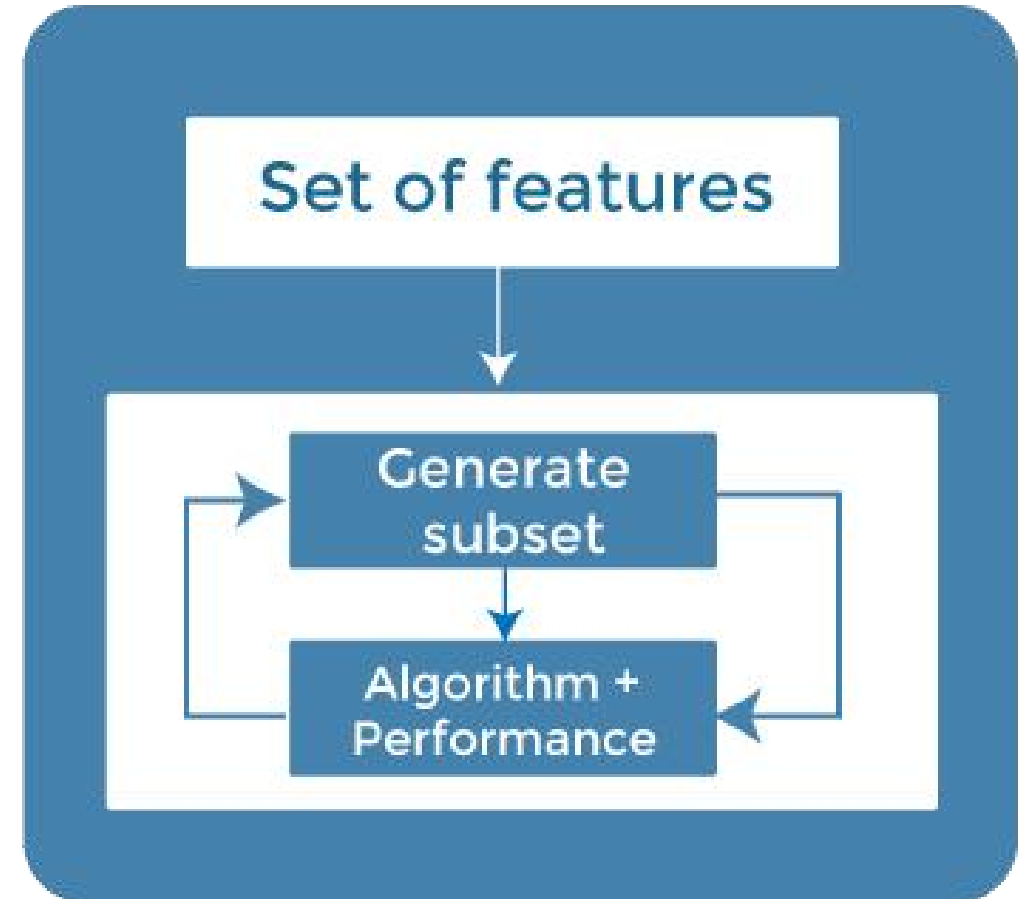 Set of features
Generate
subset
Algorithm +
Performance